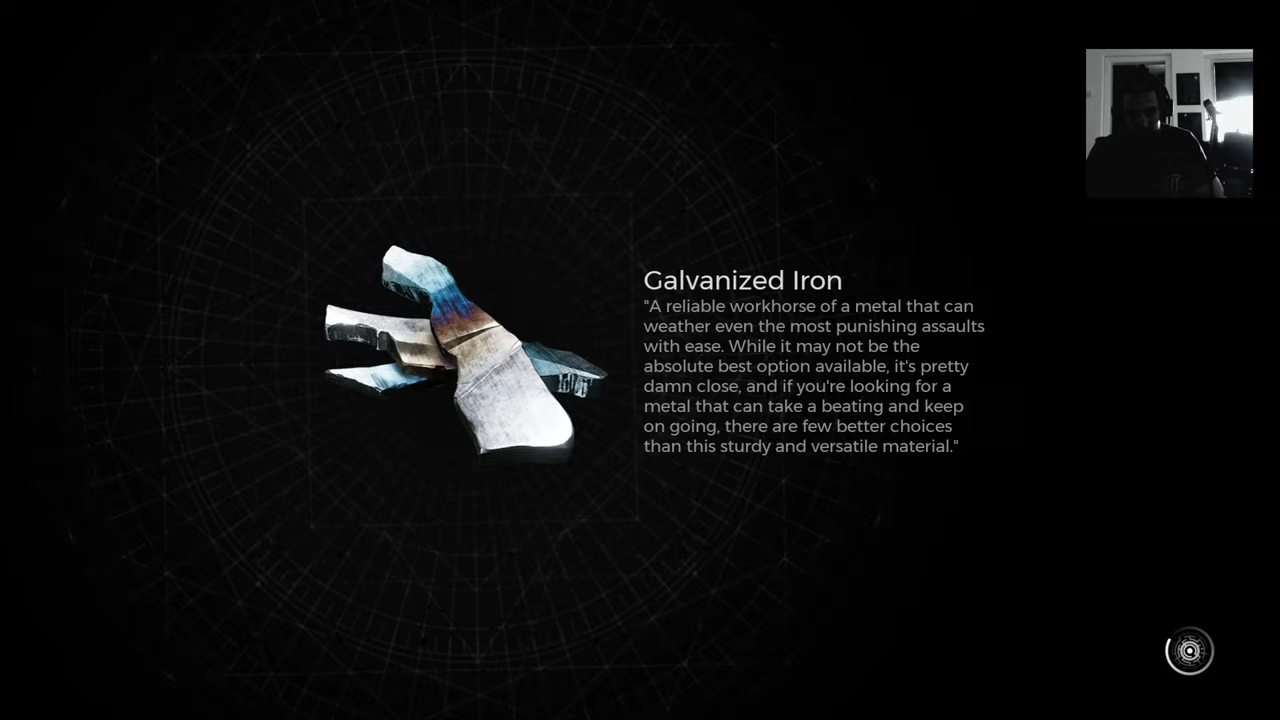 Galvanized Iron
"A reliable workhorse of a metal that can
weather even the most punishing assaults
with ease. While it may not be the
absolute best option available, it's pretty
damn close, and if you're looking for a
metal that can take a beating and keep
on going, there are few better choices
than this sturdy and versatile material."